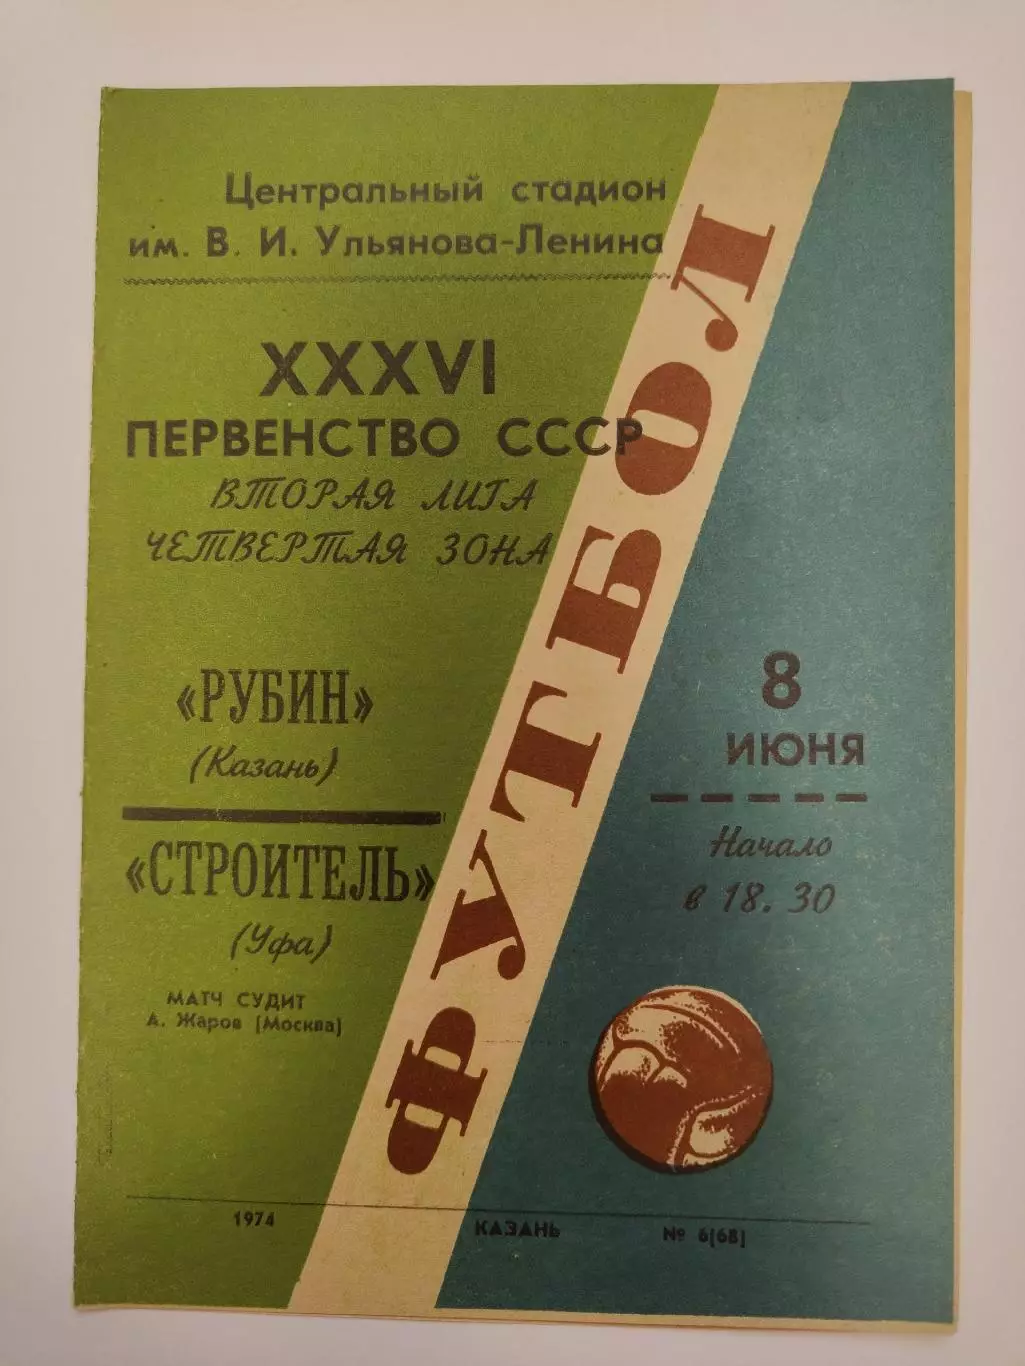 Центральный стадион
им. В. И. Ульянова-Ленина
XXXVI
ПЕРВЕНСТВО СССР
ВТОРАЯ ЛИГА
ЧЕТВЕРТАЯ ЗОНА
«РУБИН»
(Казань)
«СТРОИТЕЛЬ»
(Уфа)
МАТЧ СУДИТ
А. Жаров [Москва]
ФУТБОЛ
8
ИЮНЯ
Начало
в 18.30
1974 КАЗАНЬ № 6[68]